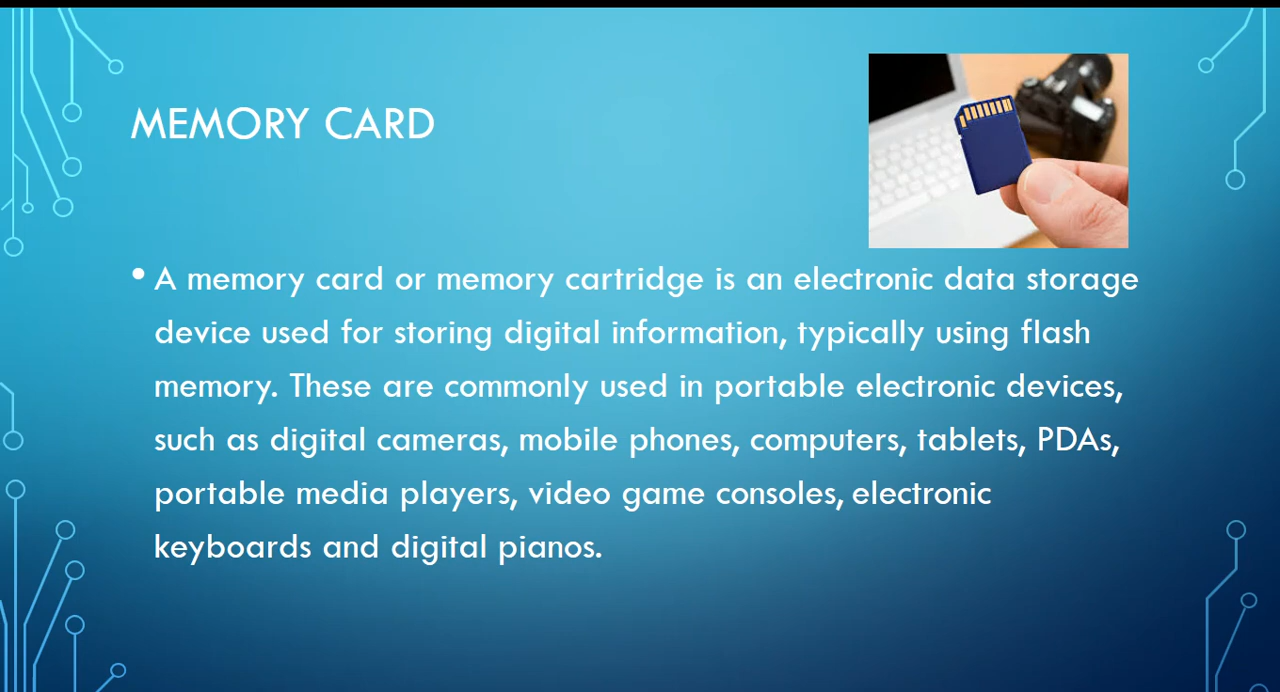 MEMORY CARD
• A memory card or memory cartridge is an electronic data storage
device used for storing digital information, typically using flash
memory. These are commonly used in portable electronic devices,
such as digital cameras, mobile phones, computers, tablets, PDAs,
portable media players, video game consoles, electronic
keyboards and digital pianos.